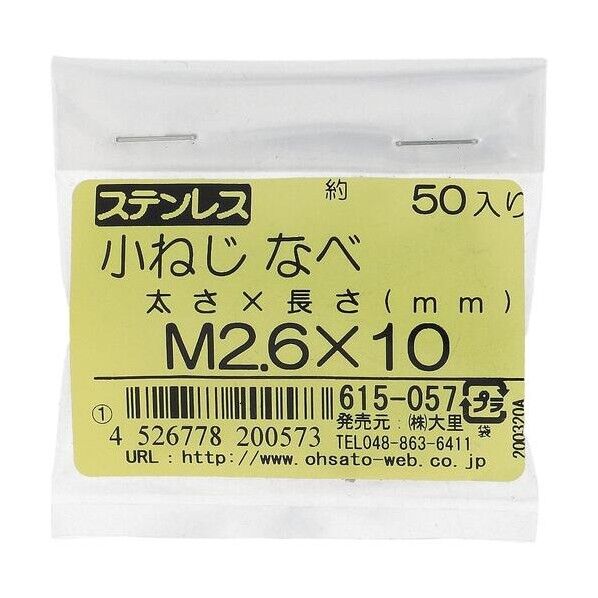 ステンレス 約 50入り
小ねじ なべ
太さ×長さ(mm)
M2.6×10
① 4 526778 200573
615-057
発売元:㈱大里
TEL048-863-6411
プラ
袋
200320A
URL:http://www.ohsato-web.co.jp